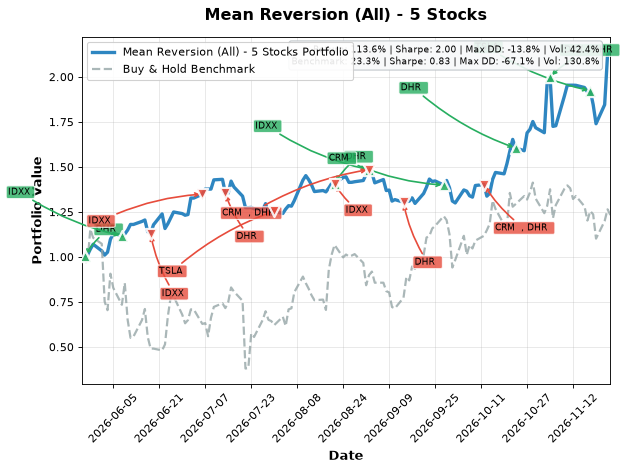 Mean Reversion (All) - 5 Stocks
Mean Reversion (All) - 5 Stocks Portfolio
Buy & Hold Benchmark
13.6% | Sharpe: 2.00 | Max DD: -13.8% | Vol: 42.4%
23.3% | Sharpe: 0.83 | Max DD: -67.1% | Vol: 130.8%
DHR
IDXX
CRM
IDXX
IDXX
CRM , DHR
IDXX
CRM , DHR
DHR
DHR
TSLA
IDXX
Portfolio Value
2.00
1.75
1.50
1.25
1.00
0.75
0.50
2026-06-05
2026-06-21
2026-07-07
2026-07-23
2026-08-08
2026-08-24
2026-09-09
2026-09-25
2026-10-11
2026-10-27
2026-11-12
Date